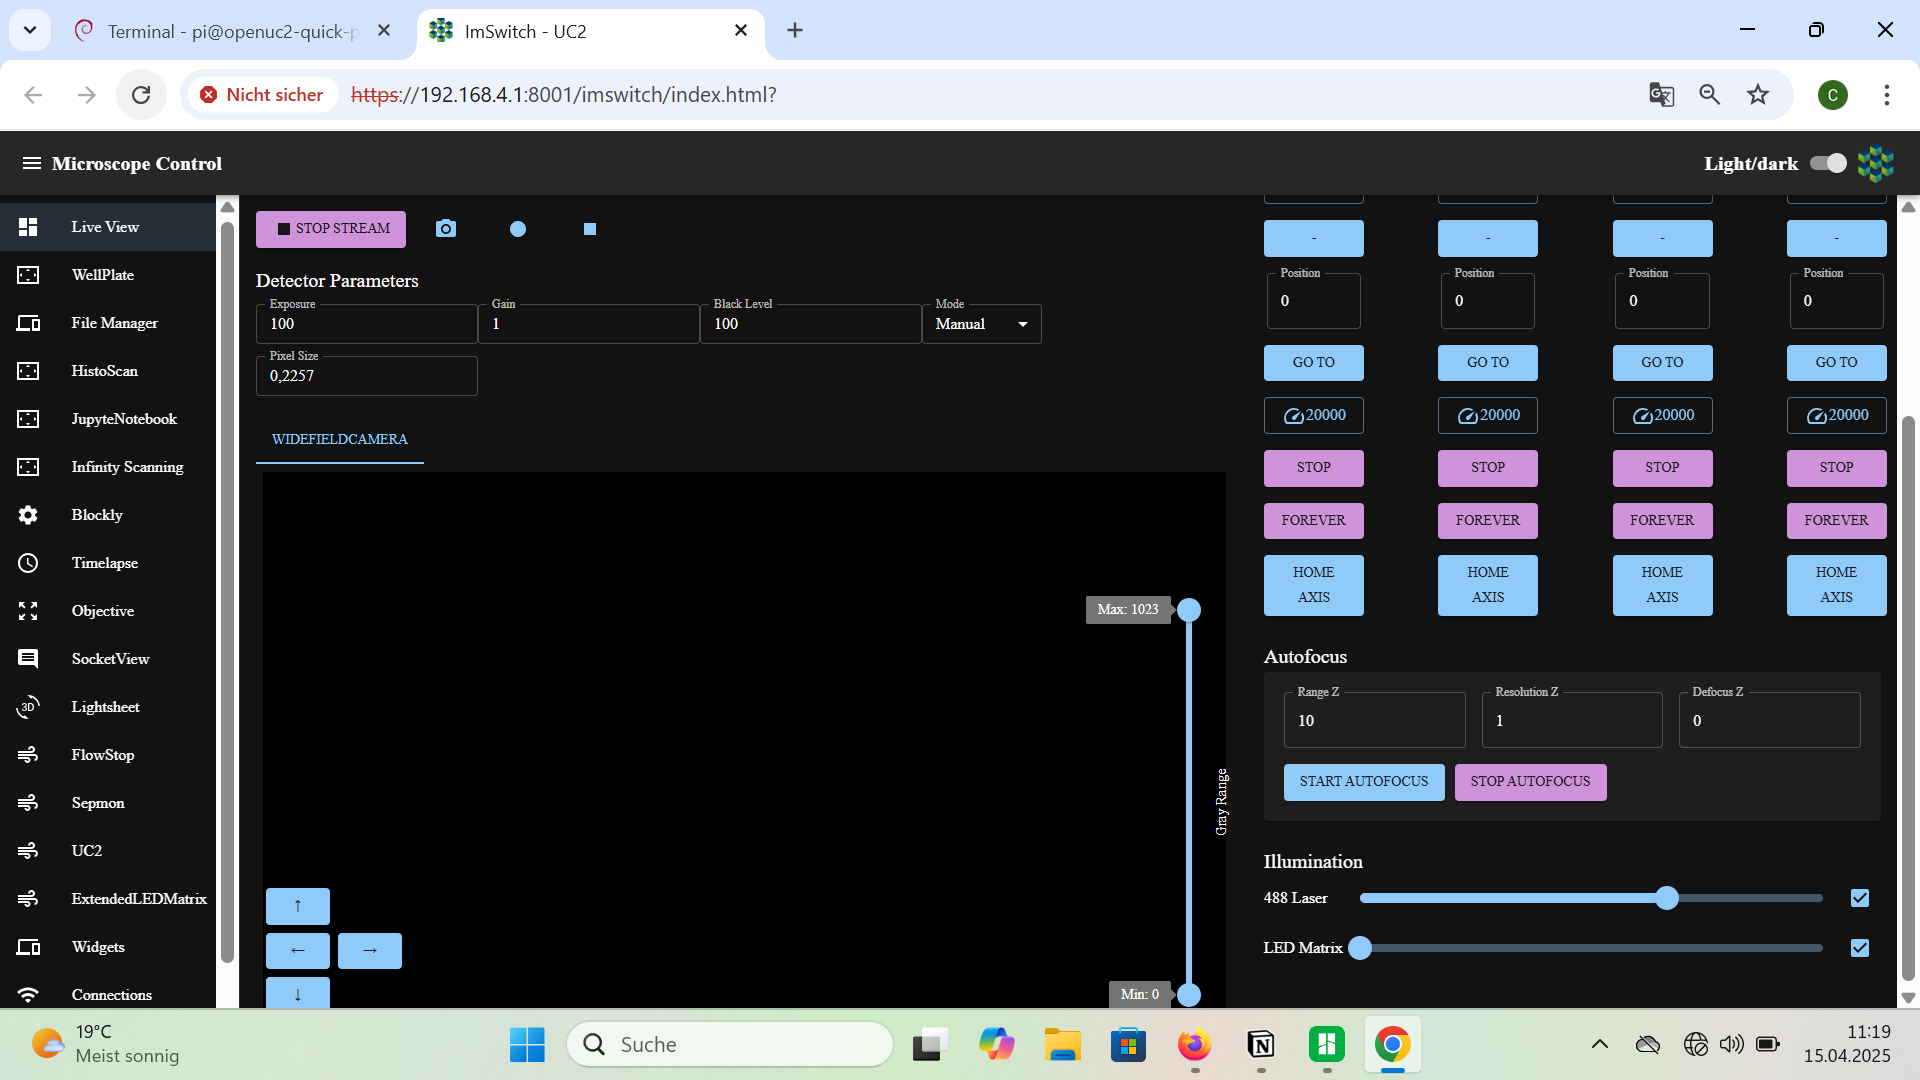 Terminal - pi@openuc2-quick-p
ImSwitch - UC2
Nicht sicher
https://192.168.4.1:8001/imswitch/index.html?
C
Microscope Control
Light/dark
Live View
WellPlate
File Manager
HistoScan
JupyteNotebook
Infinity Scanning
Blockly
Timelapse
Objective
SocketView
3D
Lightsheet
FlowStop
Sepmon
UC2
ExtendedLEDMatrix
Widgets
Connections
STOP STREAM
Detector Parameters
Exposure
100
Gain
1
Black Level
100
Mode
Manual
Pixel Size
0,2257
WIDEFIELDCAMERA
Max: 1023
Gray Range
Min: 0
↑
← →
↓
- - - -
Position Position Position Position
0 0 0 0
GO TO GO TO GO TO GO TO
20000 20000 20000 20000
STOP STOP STOP STOP
FOREVER FOREVER FOREVER FOREVER
HOME HOME HOME HOME
AXIS AXIS AXIS AXIS
Autofocus
Range Z Resolution Z Defocus Z
10 1 0
START AUTOFOCUS STOP AUTOFOCUS
Illumination
488 Laser
LED Matrix
19°C
Meist sonnig
Suche
11:19
15.04.2025